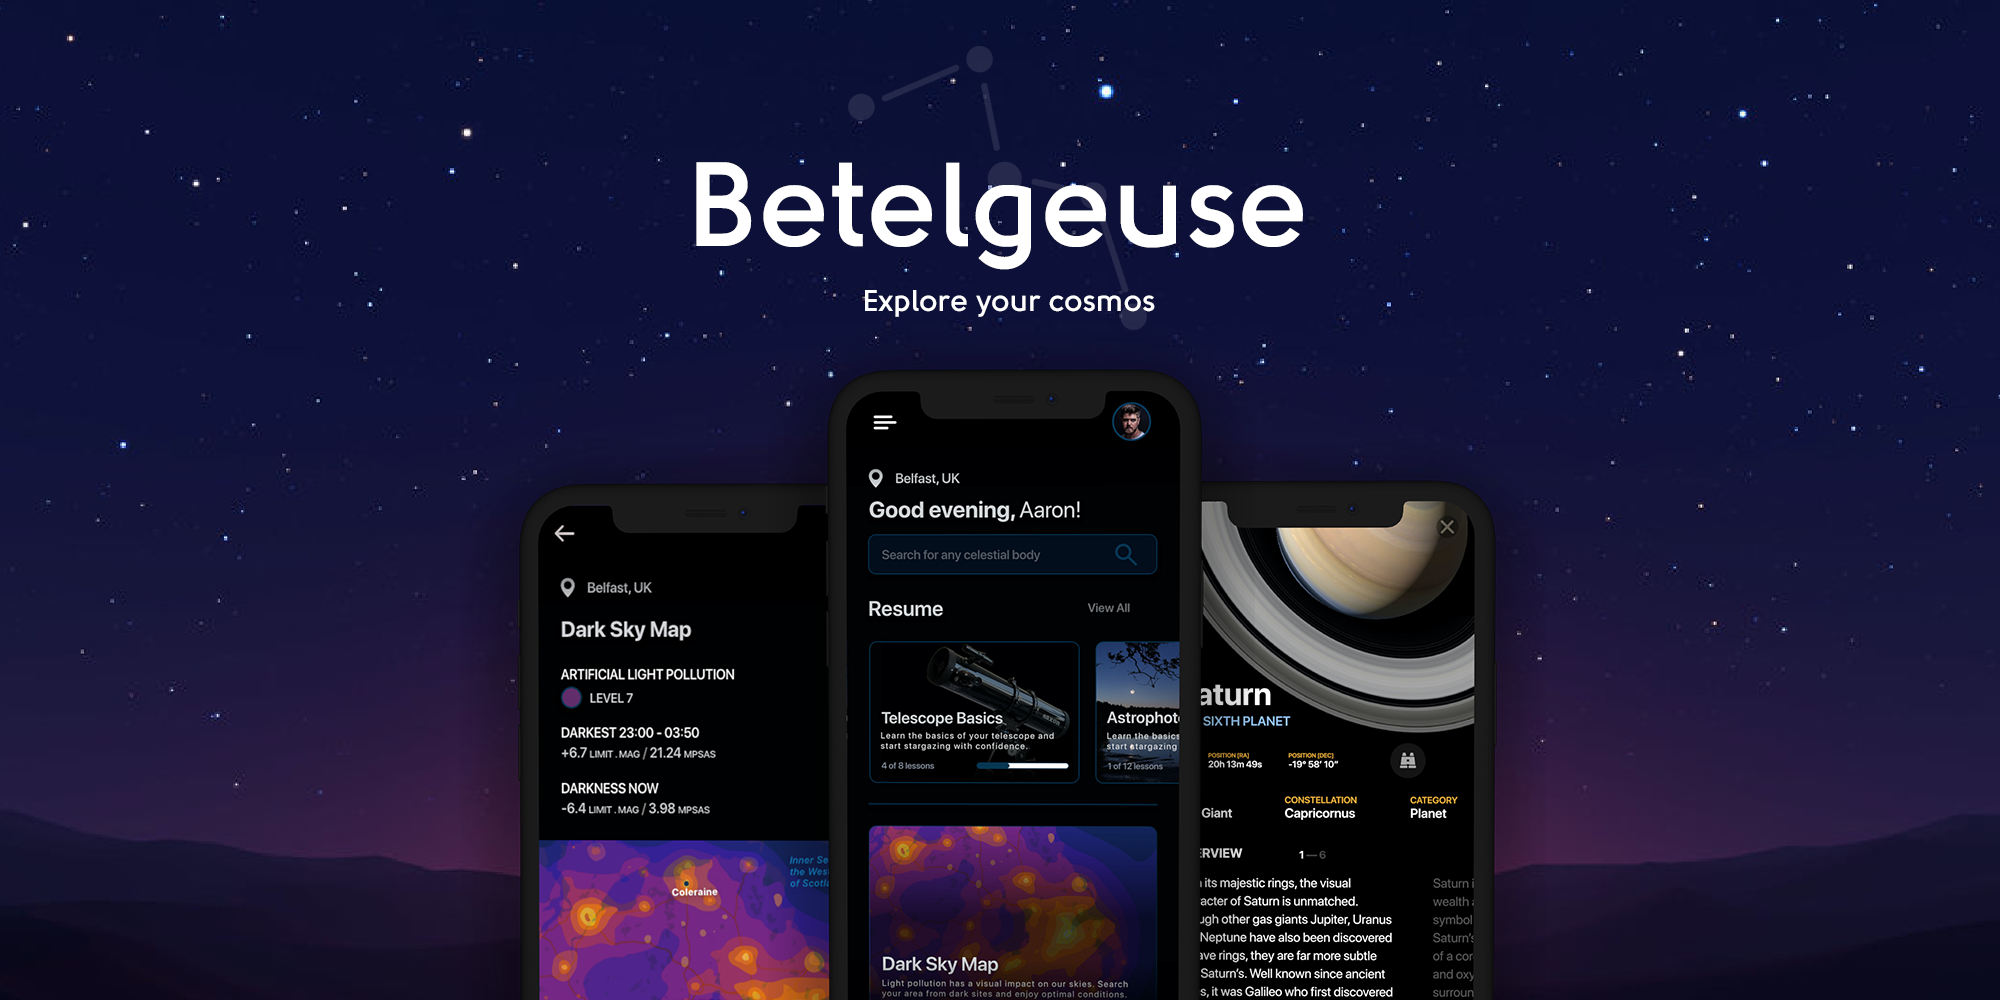 Betelgeuse
Explore your cosmos
Belfast, UK
Dark Sky Map
ARTIFICIAL LIGHT POLLUTION
LEVEL 7
DARKEST 23:00 - 03:50
+6.7 LIMIT . MAG / 21.24 MPSAS
DARKNESS NOW
-6.4 LIMIT . MAG / 3.98 MPSAS
Inner Se
the Wes
of Scotla
Coleraine
Belfast, UK
Good evening, Aaron!
Search for any celestial body
Resume
View All
Telescope Basics
Learn the basics of your telescope and
start stargazing with confidence.
4 of 8 lessons
Astrophot
Learn the basics
start stargazing
1 of 12 lessons
Dark Sky Map
Light pollution has a visual impact on our skies. Search
your area from dark sites and enjoy optimal conditions.
aturn
SIXTH PLANET
POSITION [RA]
20h 13m 49s
POSITION [DEC]
-19° 58' 10"
Giant
CONSTELLATION
Capricornus
CATEGORY
Planet
RVIEW
1 — 6
its majestic rings, the visual
acter of Saturn is unmatched.
ugh other gas giants Jupiter, Uranus
Neptune have also been discovered
ave rings, they are far more subtle
Saturn's. Well known since ancient
s, it was Galileo who first discovered
Saturn i
wealth
symbol
Saturn's
of a cor
and oxy
surroun